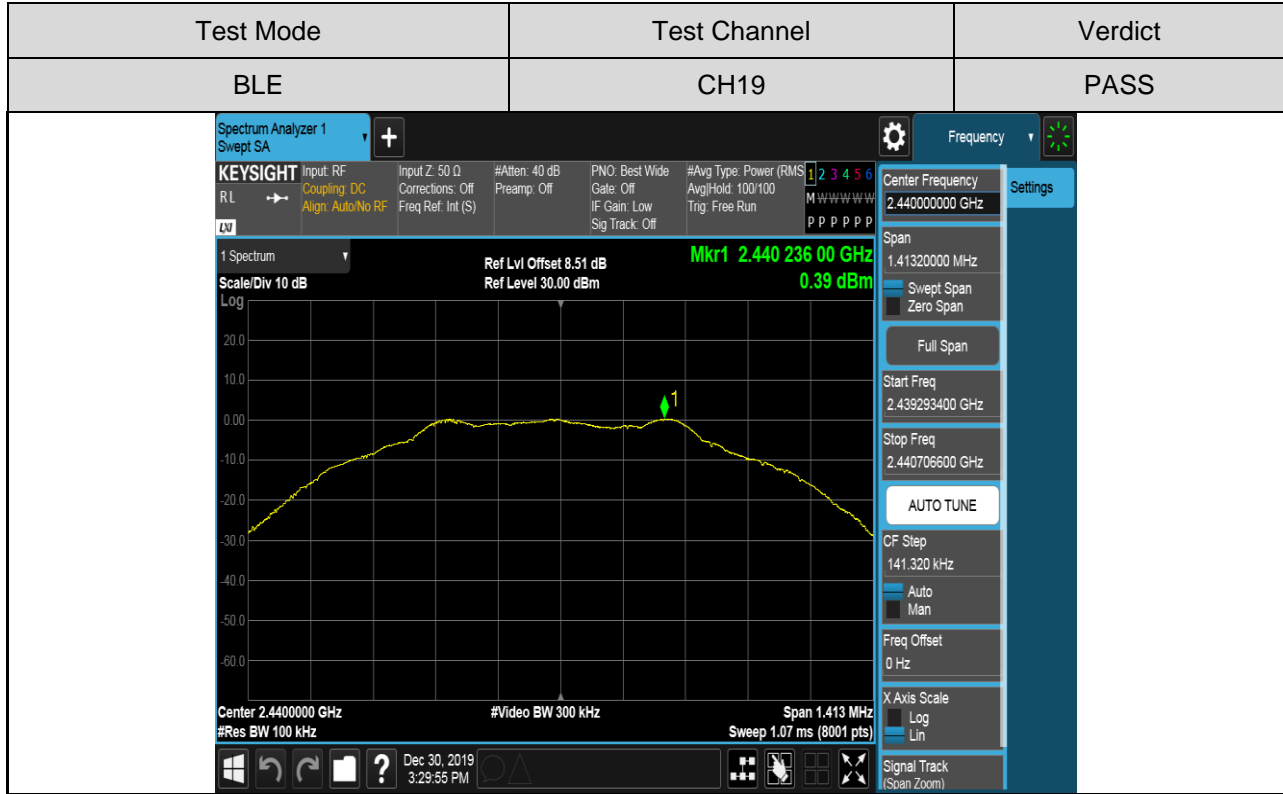 Test Mode Test Channel Verdict
BLE CH19 PASS
Spectrum Analyzer 1
Swept SA
+
Frequency
KEYSIGHT
R L
LXI
Input: RF
Coupling: DC
Align: Auto/No RF
Input Z: 50 Ω
Corrections: Off
Freq Ref: Int (S)
#Atten: 40 dB
Preamp: Off
PNO: Best Wide
Gate: Off
IF Gain: Low
Sig Track: Off
#Avg Type: Power (RMS
Avg|Hold: 100/100
Trig: Free Run
1 2 3 4 5 6
M W W W W W
P P P P P P
1 Spectrum
Scale/Div 10 dB
Ref Lvl Offset 8.51 dB
Ref Level 30.00 dBm
Mkr1 2.440 236 00 GHz
0.39 dBm
Log
20.0
10.0
0.00
-10.0
-20.0
-30.0
-40.0
-50.0
-60.0
1
Center 2.4400000 GHz
#Res BW 100 kHz
#Video BW 300 kHz
Span 1.413 MHz
Sweep 1.07 ms (8001 pts)
Center Frequency
2.440000000 GHz
Settings
Span
1.41320000 MHz
Swept Span
Zero Span
Full Span
Start Freq
2.439293400 GHz
Stop Freq
2.440706600 GHz
AUTO TUNE
CF Step
141.320 kHz
Auto
Man
Freq Offset
0 Hz
X Axis Scale
Log
Lin
Signal Track
(Span Zoom)
?
Dec 30, 2019
3:29:55 PM